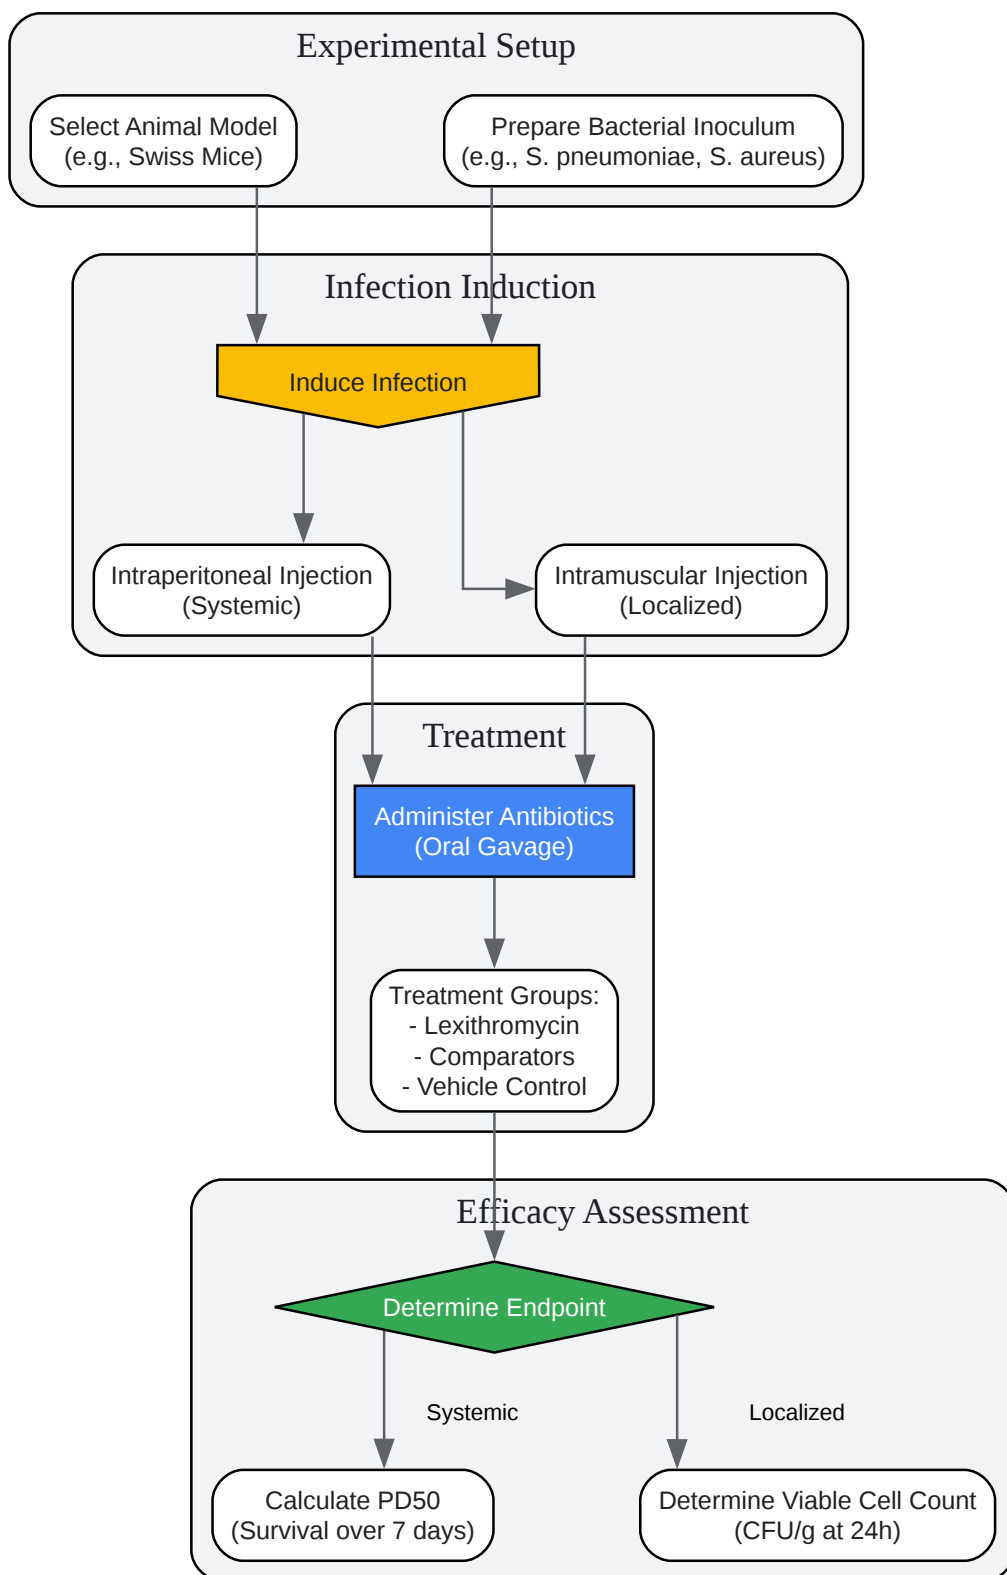 Experimental Setup
Select Animal Model
(e.g., Swiss Mice)
Prepare Bacterial Inoculum
(e.g., S. pneumoniae, S. aureus)
Infection Induction
Induce Infection
Intraperitoneal Injection
(Systemic)
Intramuscular Injection
(Localized)
Treatment
Administer Antibiotics
(Oral Gavage)
Treatment Groups:
- Lexithromycin
- Comparators
- Vehicle Control
Efficacy Assessment
Determine Endpoint
Systemic
Localized
Calculate PD50
(Survival over 7 days)
Determine Viable Cell Count
(CFU/g at 24h)